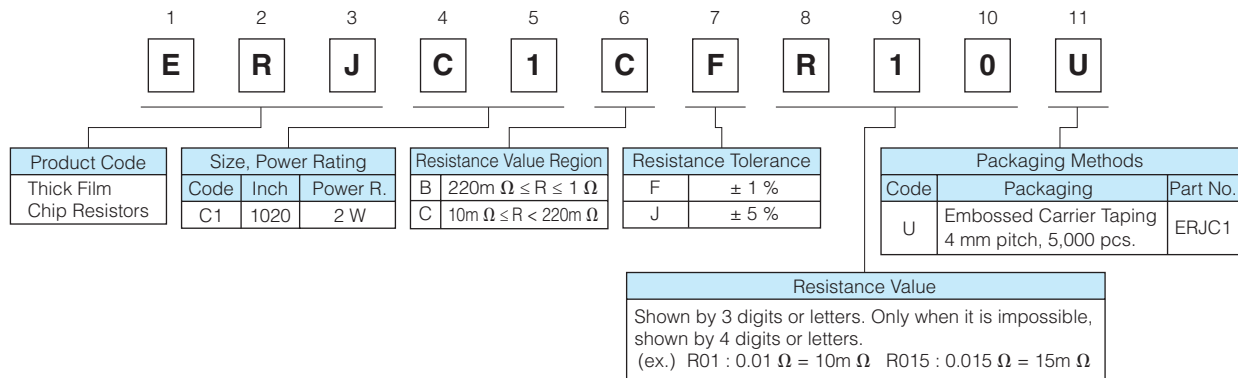 1 2 3 4 5 6 7 8 9 10 11
E R J C 1 C F R 1 0 U
Product Code
Thick Film
Chip Resistors
Size, Power Rating
Code Inch Power R.
C1 1020 2 W
Resistance Value Region
B 220m Ω ≤ R ≤ 1 Ω
C 10m Ω ≤ R < 220m Ω
Resistance Tolerance
F ± 1 %
J ± 5 %
Packaging Methods
Code Packaging Part No.
U Embossed Carrier Taping
4 mm pitch, 5,000 pcs. ERJC1
Resistance Value
Shown by 3 digits or letters. Only when it is impossible,
shown by 4 digits or letters.
(ex.) R01 : 0.01 Ω = 10m Ω R015 : 0.015 Ω = 15m Ω